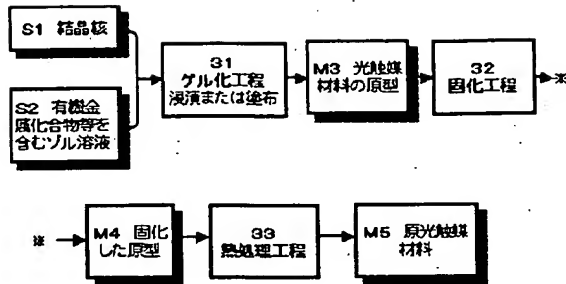 S1 結晶核
S2 有機金
属化合物等を
含むゾル溶液
31
ゲル化工程
浸漬または塗布
M3 光触媒
材料の原型
32
固化工程
※
※
M4 固化
した原型
33
熱処理工程
M5 原光触媒
材料